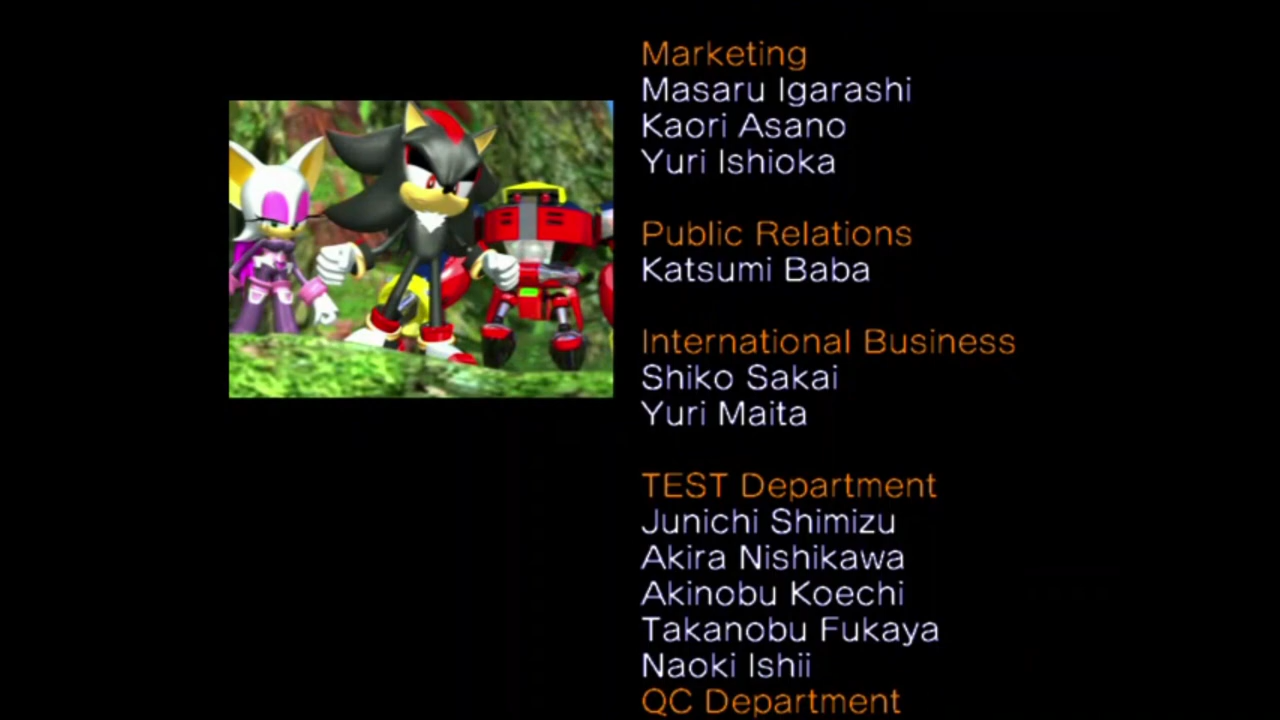 Marketing
Masaru Igarashi
Kaori Asano
Yuri Ishioka
Public Relations
Katsumi Baba
International Business
Shiko Sakai
Yuri Maita
TEST Department
Junichi Shimizu
Akira Nishikawa
Akinobu Koechi
Takanobu Fukaya
Naoki Ishii
QC Department